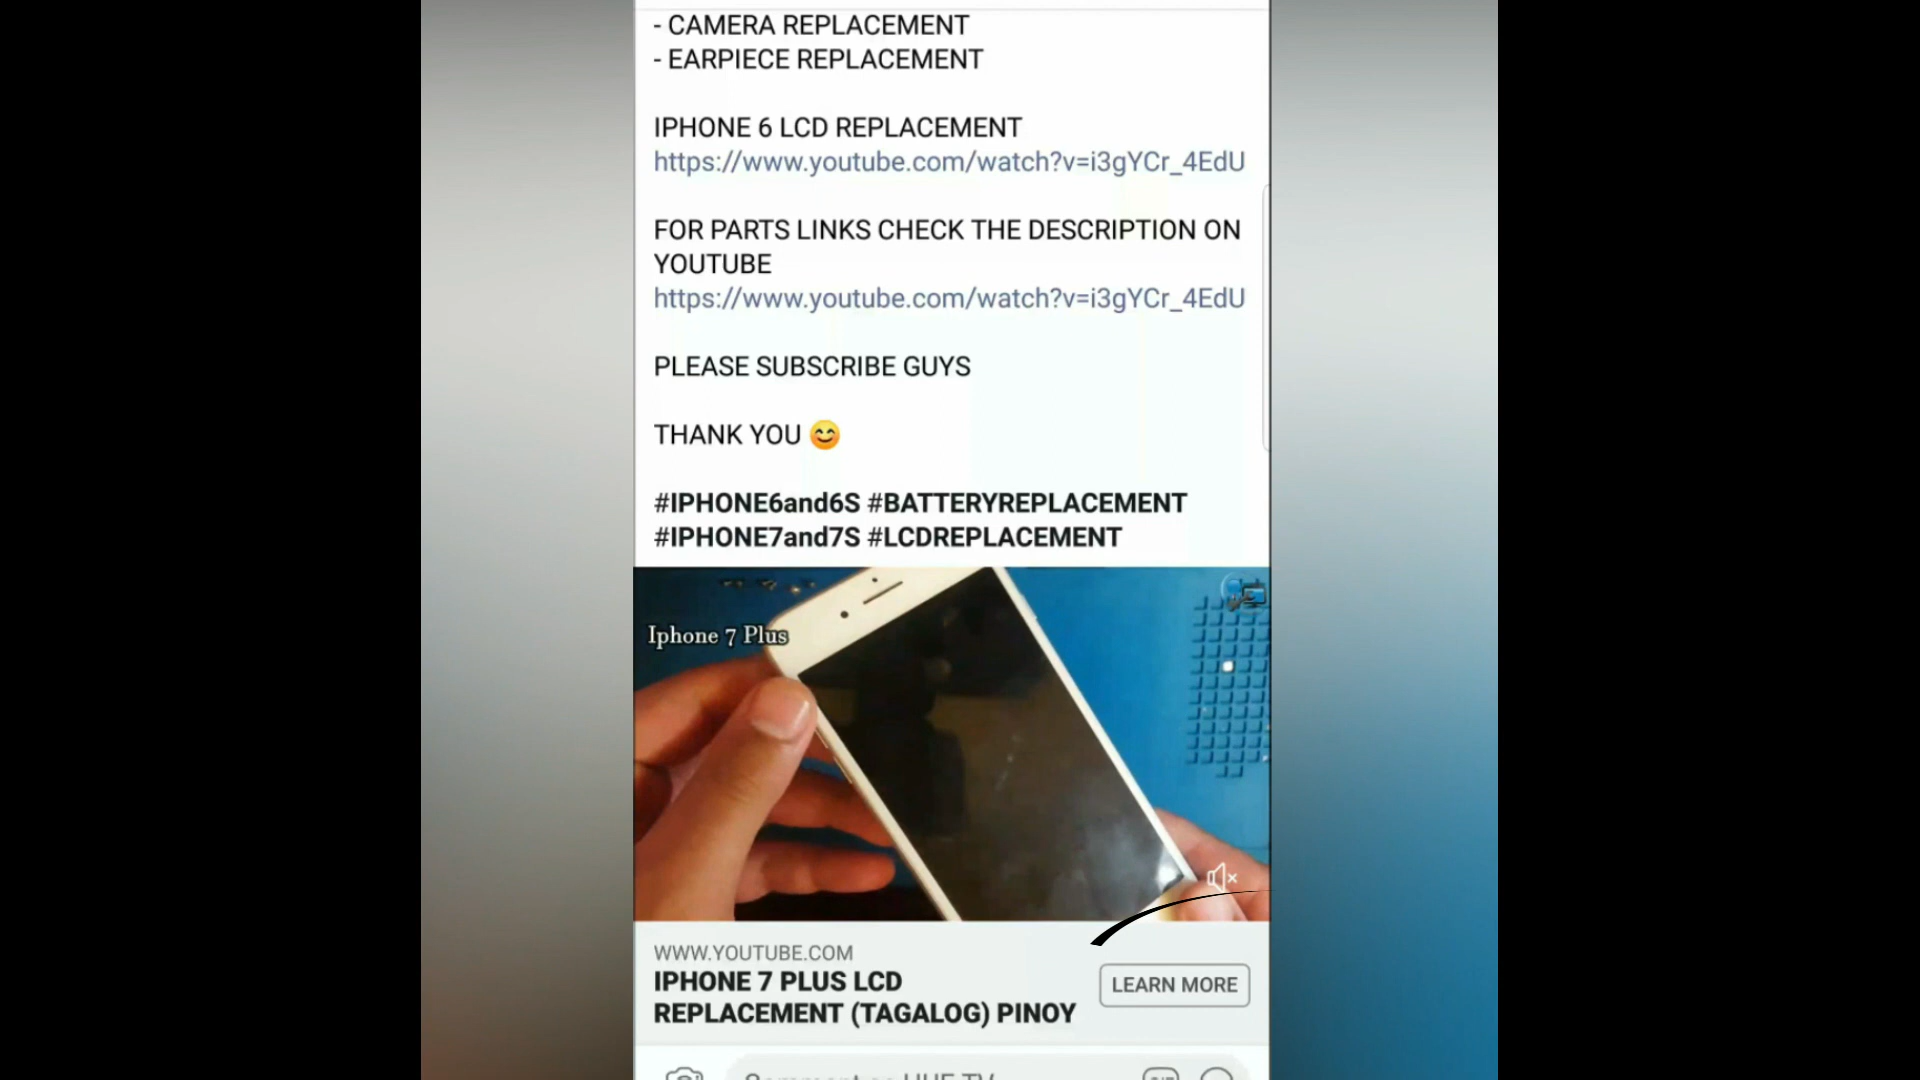 - CAMERA REPLACEMENT
- EARPIECE REPLACEMENT
IPHONE 6 LCD REPLACEMENT
https://www.youtube.com/watch?v=i3gYCr_4EdU
FOR PARTS LINKS CHECK THE DESCRIPTION ON
YOUTUBE
https://www.youtube.com/watch?v=i3gYCr_4EdU
PLEASE SUBSCRIBE GUYS
THANK YOU 😊
#IPHONE6and6S #BATTERYREPLACEMENT
#IPHONE7and7S #LCDREPLACEMENT
Iphone 7 Plus
WWW.YOUTUBE.COM
IPHONE 7 PLUS LCD
REPLACEMENT (TAGALOG) PINOY
LEARN MORE